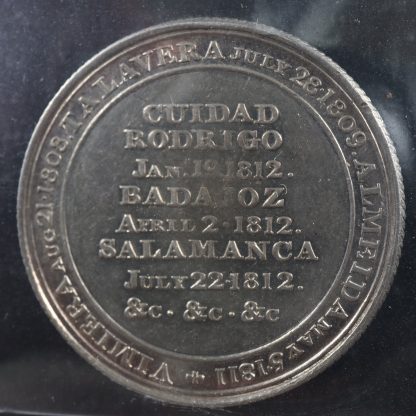 VIMIERA AUG 21·1808. TALAVERA JULY 28·1809. ALMEIDA MAY 5·1811 +
CUIDAD
RODRIGO
JAN. 19. 1812.
BADAJOZ
APRIL 2·1812.
SALAMANCA
JULY 22·1812.
&C· &C· &C